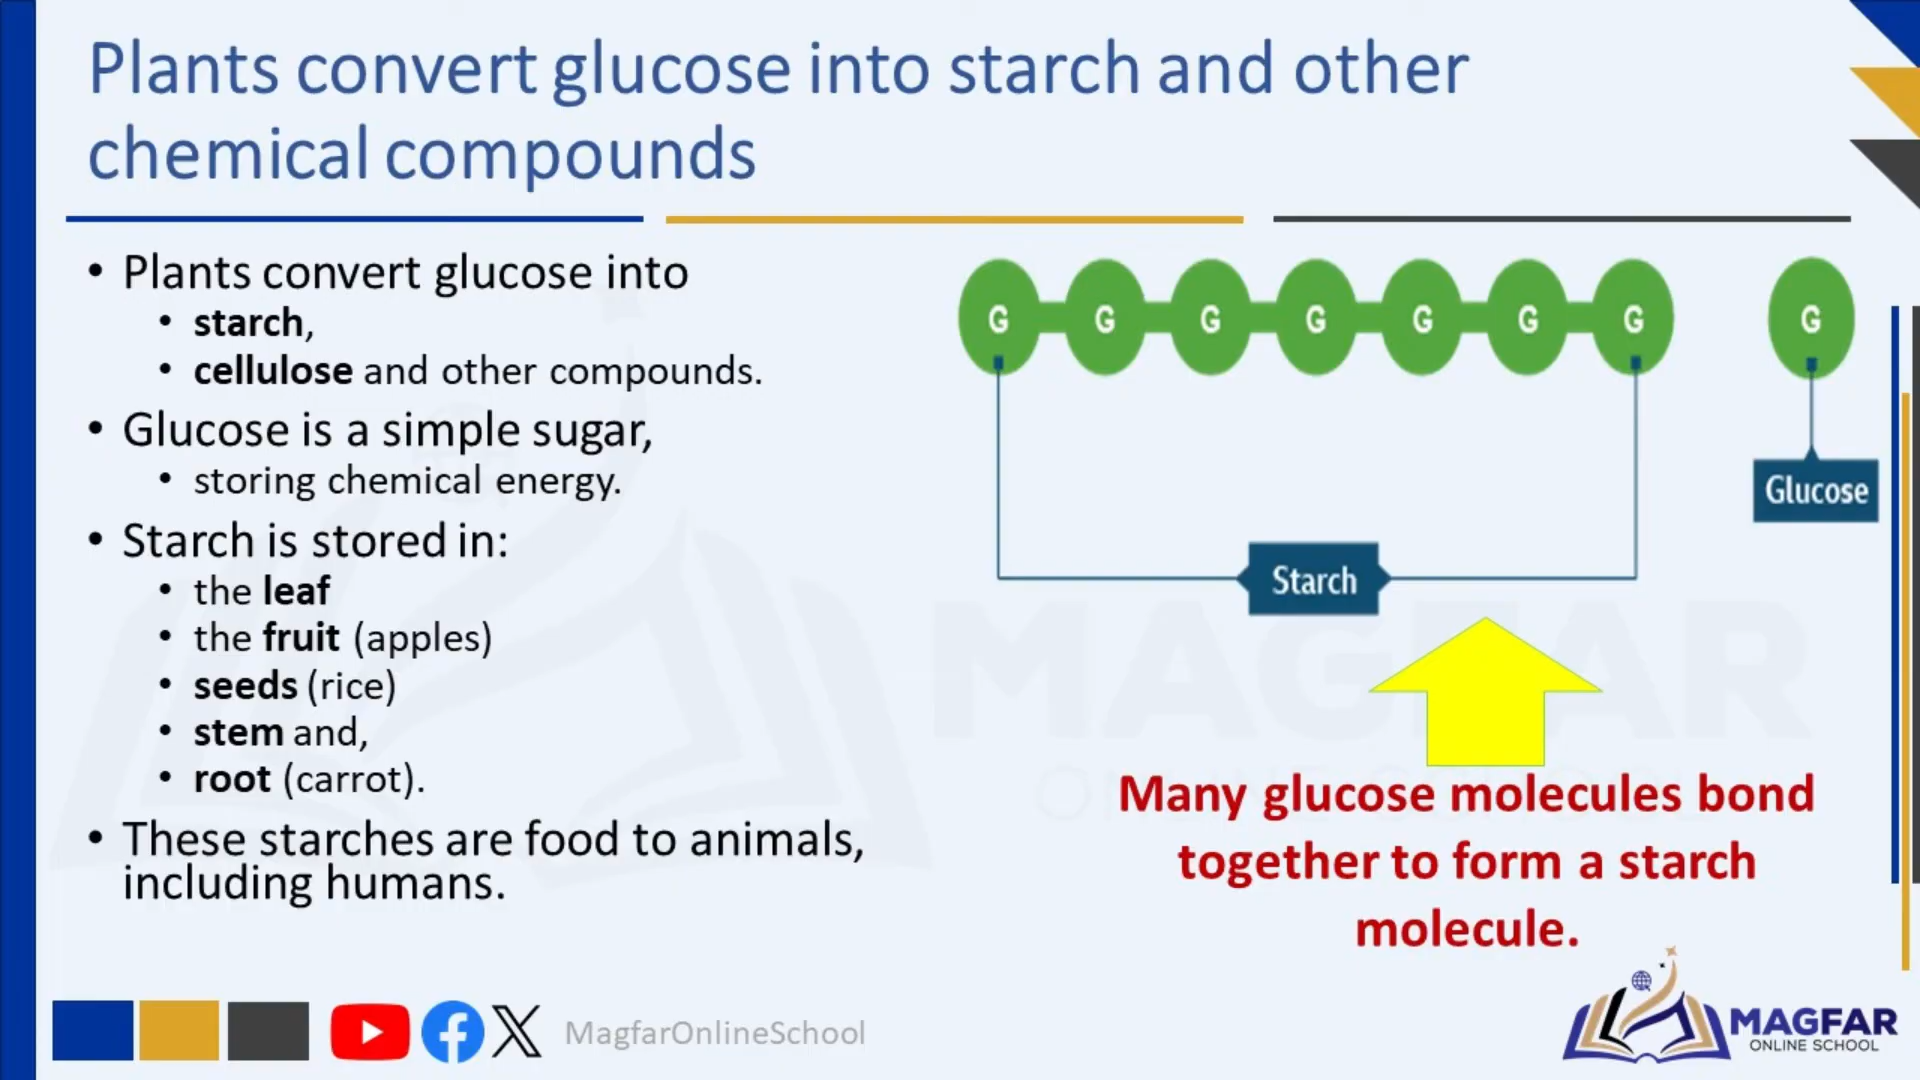 Plants convert glucose into starch and other
chemical compounds
• Plants convert glucose into
• starch,
• cellulose and other compounds.
• Glucose is a simple sugar,
• storing chemical energy.
• Starch is stored in:
• the leaf
• the fruit (apples)
• seeds (rice)
• stem and,
• root (carrot).
• These starches are food to animals,
including humans.
G G G G G G G G
Glucose
Starch
Many glucose molecules bond
together to form a starch
molecule.
MagfarOnlineSchool
MAGFAR
ONLINE SCHOOL